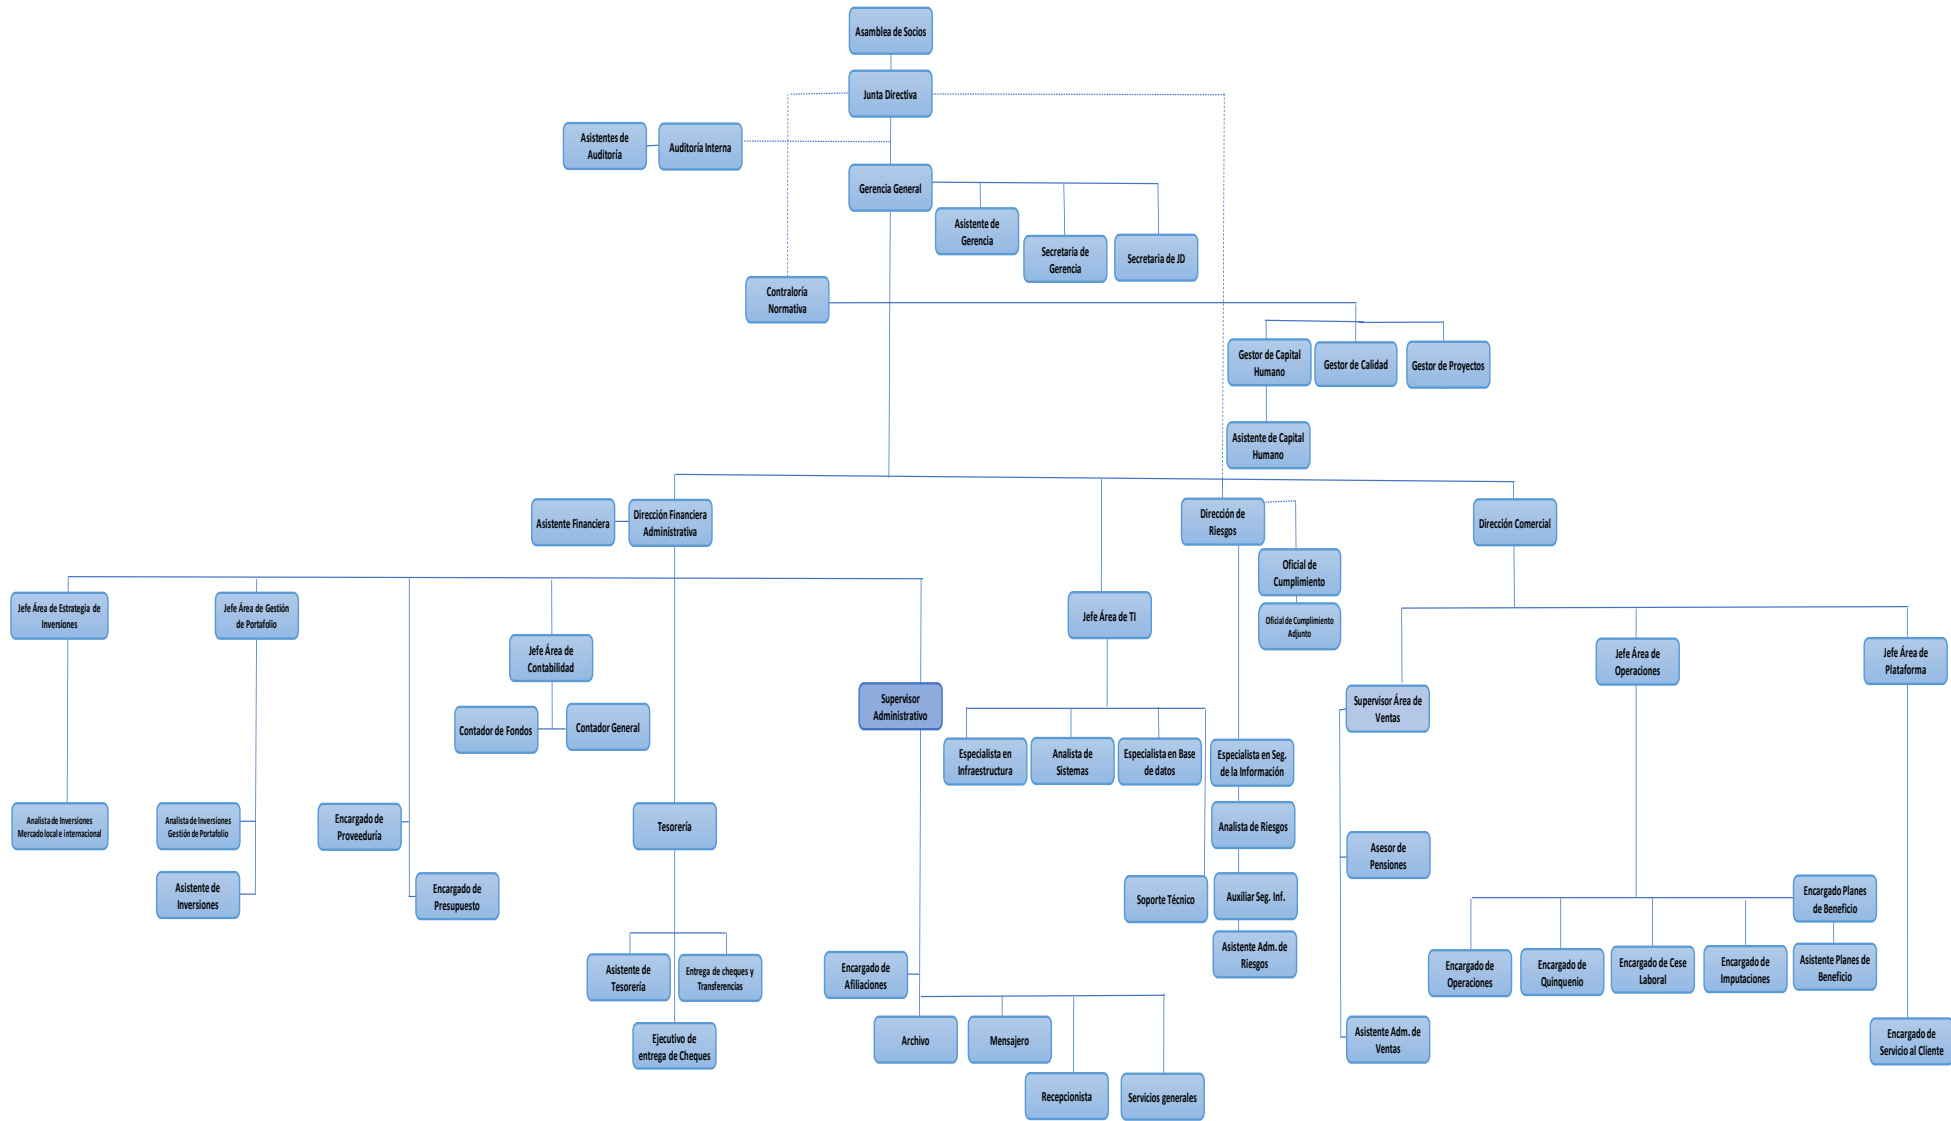 Asamblea de Socios
Junta Directiva
Asistentes de
Auditoría
Auditoría Interna
Gerencia General
Asistente de
Gerencia
Secretaria de
Gerencia
Secretaria de JD
Contraloría
Normativa
Gestor de Capital
Humano
Gestor de Calidad
Gestor de Proyectos
Asistente de Capital
Humano
Asistente Financiera
Dirección Financiera
Administrativa
Dirección de
Riesgos
Dirección Comercial
Oficial de
Cumplimiento
Oficial de Cumplimiento
Adjunto
Jefe Área de Estrategia de
Inversiones
Jefe Área de Gestión
de Portafolio
Jefe Área de TI
Jefe Área de
Contabilidad
Jefe Área de
Operaciones
Jefe Área de
Plataforma
Supervisor
Administrativo
Supervisor Área de
Ventas
Contador de Fondos
Contador General
Especialista en
Infraestructura
Analista de
Sistemas
Especialista en Base
de datos
Especialista en Seg.
de la Información
Analista de Inversiones
Mercado local e internacional
Analista de Inversiones
Gestión de Portafolio
Encargado de
Proveeduría
Tesorería
Analista de Riesgos
Asesor de
Pensiones
Asistente de
Inversiones
Encargado de
Presupuesto
Soporte Técnico
Auxiliar Seg. Inf.
Encargado Planes
de Beneficio
Asistente Adm. de
Riesgos
Asistente de
Tesorería
Entrega de cheques y
Transferencias
Encargado de
Afiliaciones
Encargado de
Operaciones
Encargado de
Quinquenio
Encargado de Cese
Laboral
Encargado de
Imputaciones
Asistente Planes de
Beneficio
Ejecutivo de
entrega de Cheques
Archivo
Mensajero
Asistente Adm. de
Ventas
Encargado de
Servicio al Cliente
Recepcionista
Servicios generales